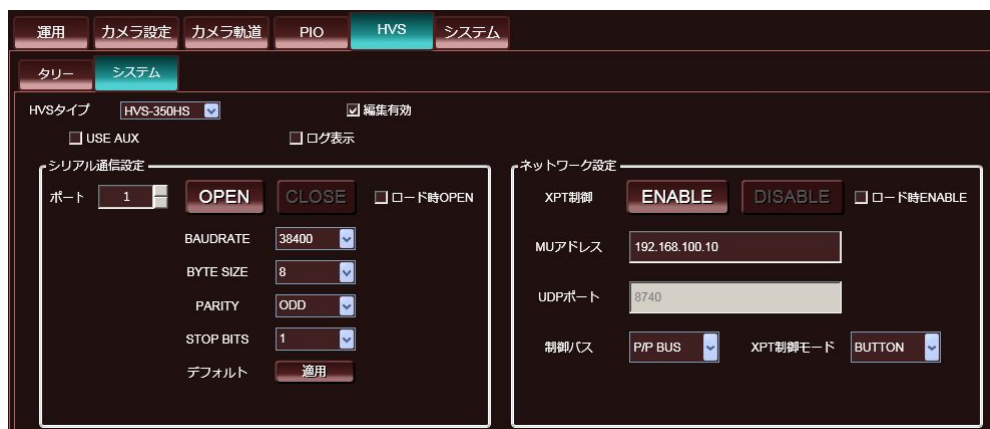 運用 カメラ設定 カメラ軌道 PIO HVS システム
タリー システム
HVSタイプ HVS-350HS 編集有効
USE AUX ログ表示
シリアル通信設定
ポート 1 OPEN CLOSE ロード時OPEN
BAUDRATE 38400
BYTE SIZE 8
PARITY ODD
STOP BITS 1
デフォルト 適用
ネットワーク設定
XPT制御 ENABLE DISABLE ロード時ENABLE
MUアドレス 192.168.100.10
UDPポート 8740
制御バス P/P BUS XPT制御モード BUTTON